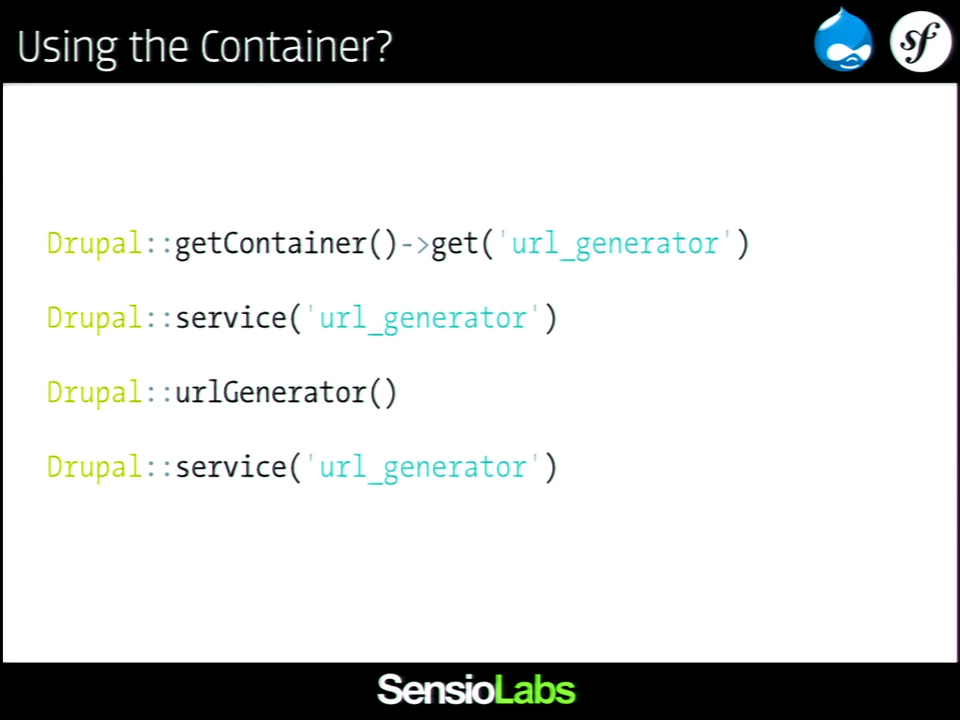 Using the Container?
sf
Drupal::getContainer()->get('url_generator')
Drupal::service('url_generator')
Drupal::urlGenerator()
Drupal::service('url_generator')
SensioLabs